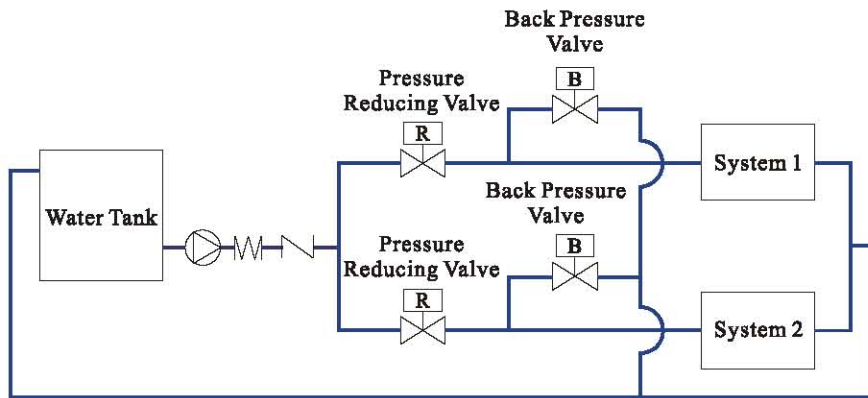 Back Pressure
Valve
B
Pressure
Reducing Valve
R
System 1
Water Tank
Back Pressure
Valve
B
Pressure
Reducing Valve
R
System 2